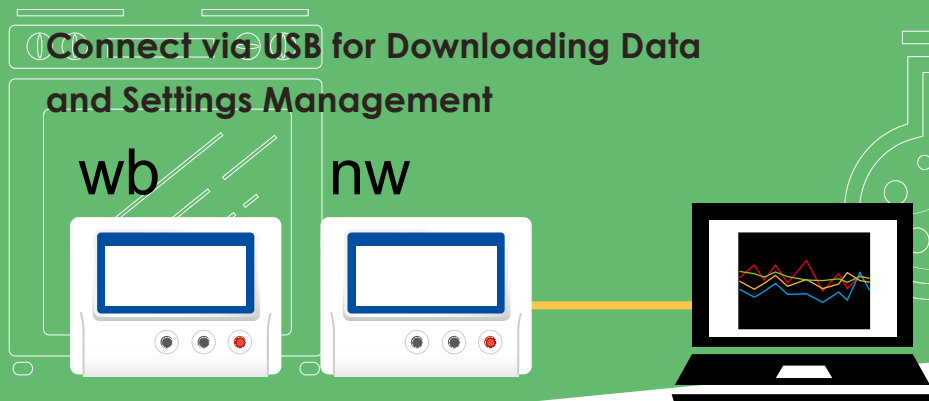 Connect via USB for Downloading Data
and Settings Management
wb nw